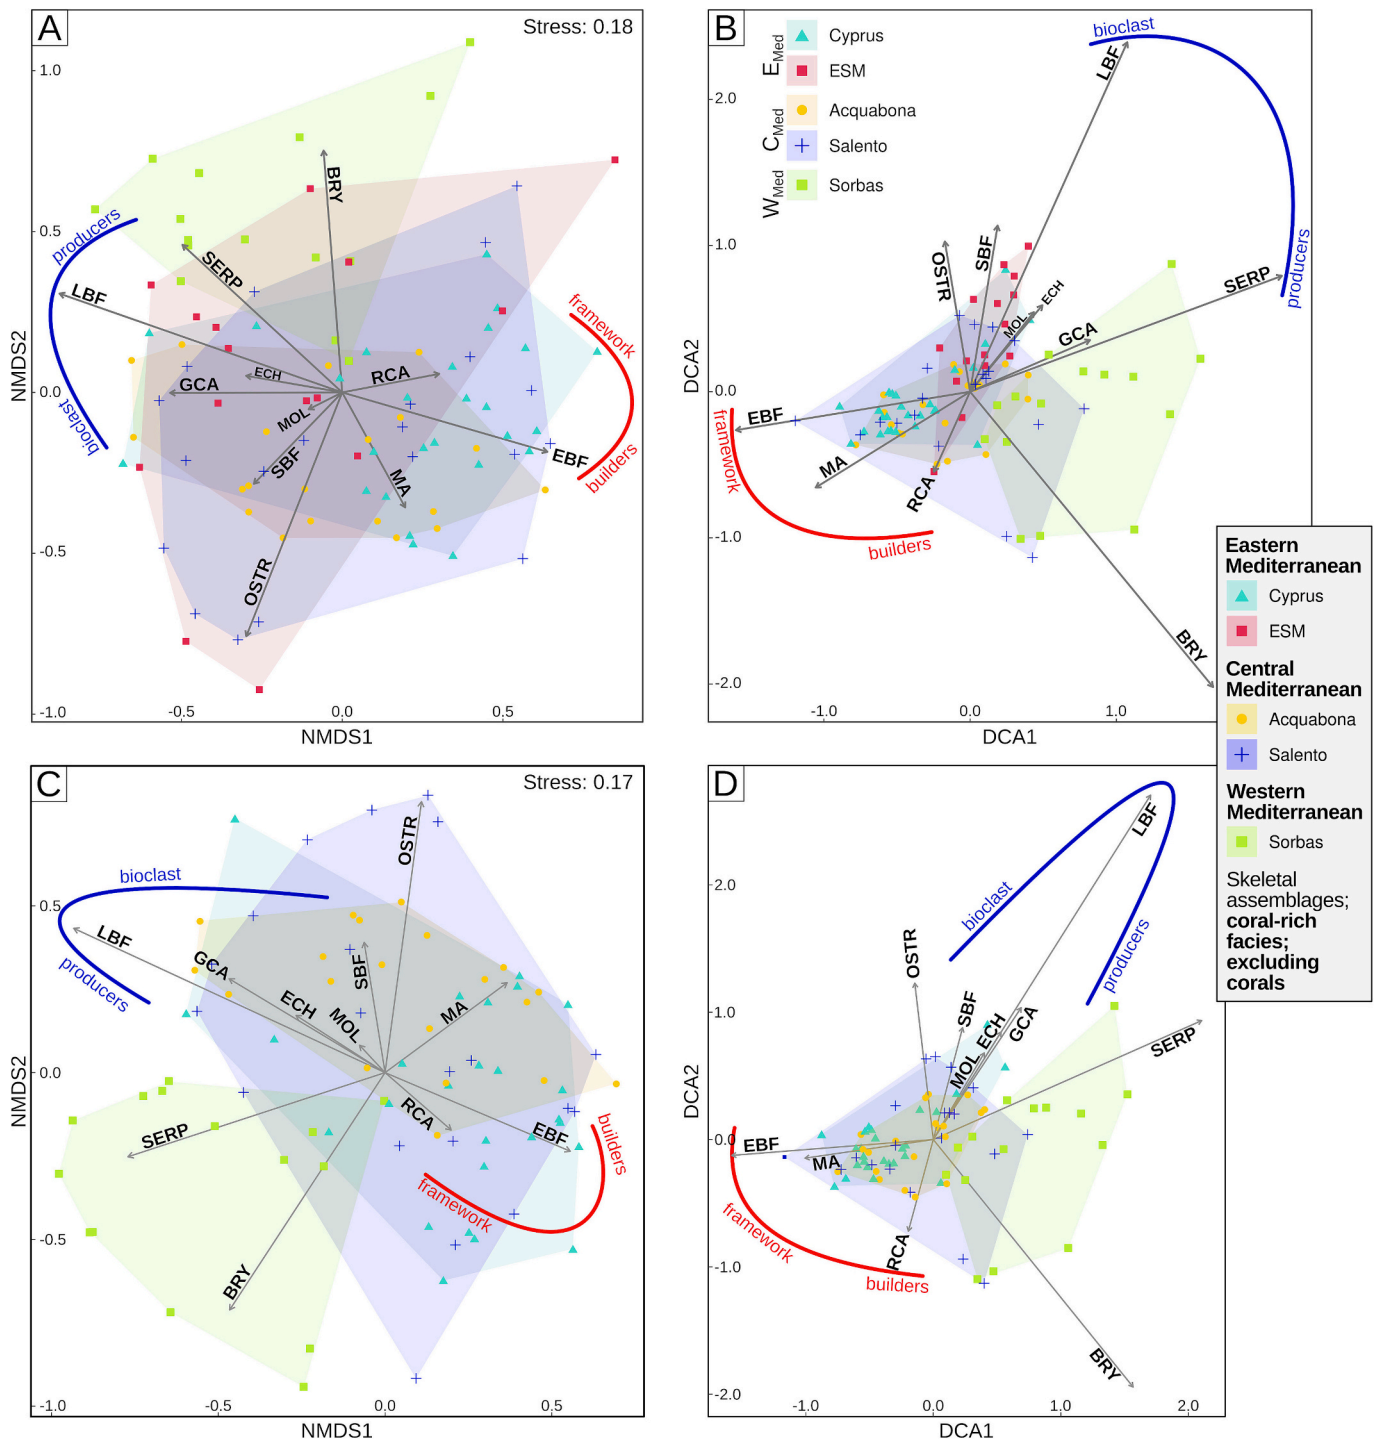 A
Stress: 0.18
1.0
0.5
0.0
-0.5
-1.0
-0.5
0.0
0.5
NMDS1
NMDS2
producers
bioclast
framework
builders
BRY
SERP
LBF
GCA
ECH
RCA
MOL
SBF
MA
EBF
OSTR
B
E Med
Cyprus
ESM
C Med
Acquabona
Salento
W Med
Sorbas
bioclast
producers
framework
builders
LBF
SBF
OSTR
ECH
MOL
GCA
SERP
EBF
MA
RCA
BRY
2.0
1.0
0.0
-1.0
-2.0
-1.0
0.0
1.0
DCA1
DCA2
Eastern
Mediterranean
Cyprus
ESM
Central
Mediterranean
Acquabona
Salento
Western
Mediterranean
Sorbas
Skeletal
assemblages;
coral-rich
facies;
excluding
corals
C
Stress: 0.17
bioclast
producers
framework
builders
OSTR
LBF
GCA
SBF
ECH
MOL
MA
RCA
EBF
SERP
BRY
0.5
0.0
-0.5
-1.0
-0.5
0.0
0.5
NMDS1
NMDS2
D
bioclast
producers
framework
builders
LBF
OSTR
SBF
MOL
ECH
GCA
SERP
EBF
MA
RCA
BRY
2.0
1.0
0.0
-1.0
-2.0
-1.0
0.0
1.0
2.0
DCA1
DCA2